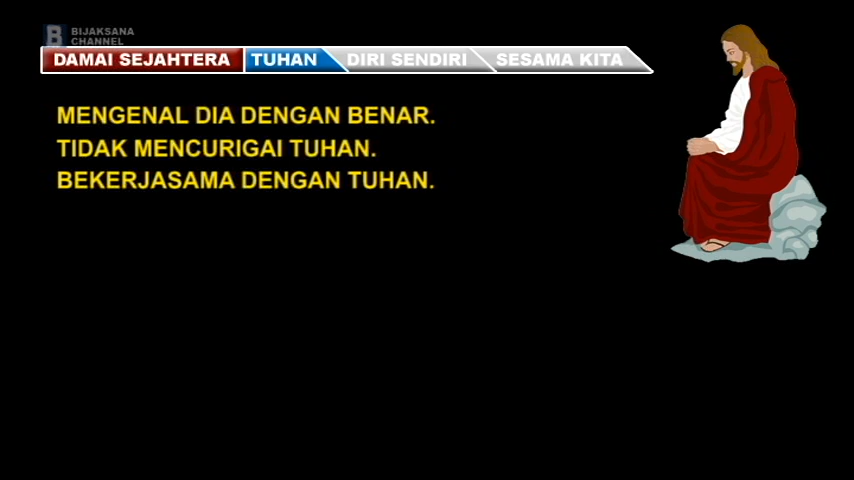 B BIJAKSANA
CHANNEL
DAMAI SEJAHTERA TUHAN DIRI SENDIRI SESAMA KITA
MENGENAL DIA DENGAN BENAR.
TIDAK MENCURIGAI TUHAN.
BEKERJASAMA DENGAN TUHAN.